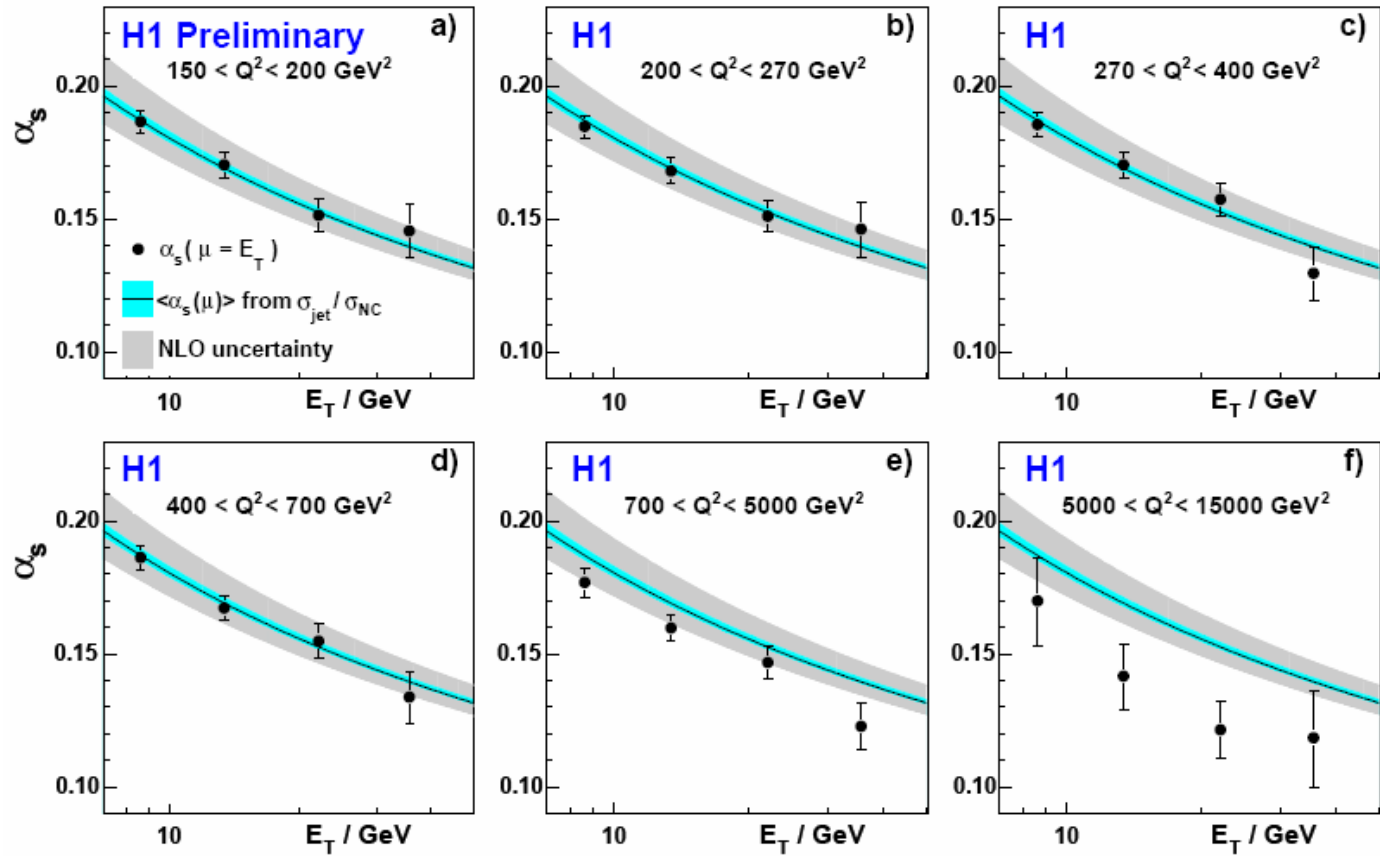 H1 Preliminary
a)
150 < Q² < 200 GeV²
0.20
0.15
0.10
αs
αs( μ = ET )
<αs(μ)> from σjet / σNC
NLO uncertainty
10
ET / GeV
H1
b)
200 < Q² < 270 GeV²
0.20
0.15
0.10
10
ET / GeV
H1
c)
270 < Q² < 400 GeV²
0.20
0.15
0.10
10
ET / GeV
H1
d)
400 < Q² < 700 GeV²
0.20
0.15
0.10
αs
10
ET / GeV
H1
e)
700 < Q² < 5000 GeV²
0.20
0.15
0.10
10
ET / GeV
H1
f)
5000 < Q² < 15000 GeV²
0.20
0.15
0.10
10
ET / GeV